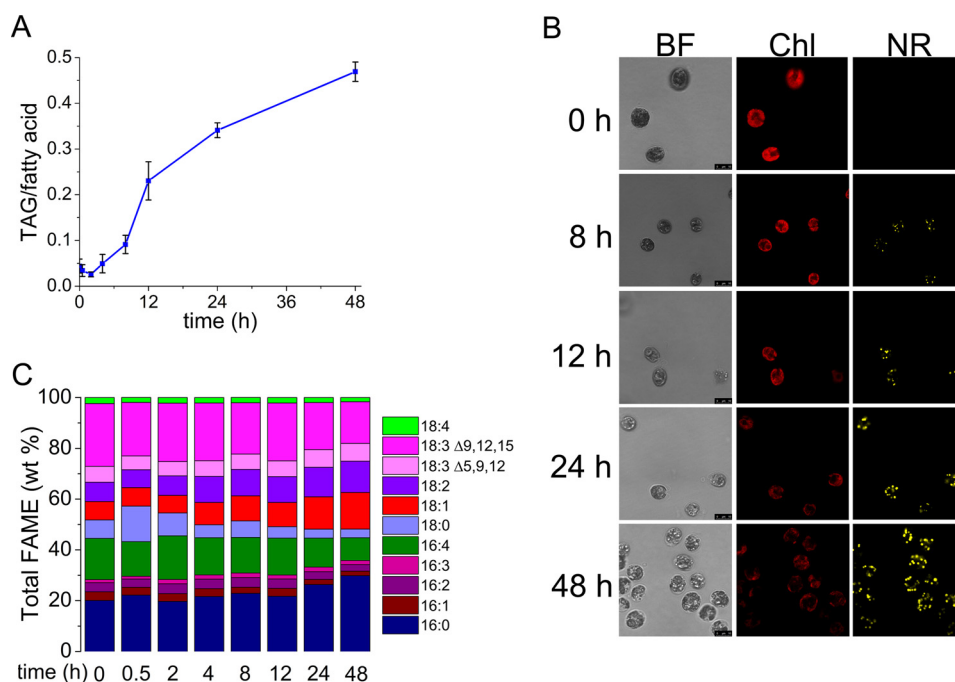 A
0.5
0.4
0.3
0.2
0.1
0.0
TAG/fatty acid
0 12 24 36 48
time (h)
B
BF Chl NR
0 h
8 h
12 h
24 h
48 h
C
100
80
60
40
20
0
Total FAME (wt %)
18:4
18:3 Δ9,12,15
18:3 Δ5,9,12
18:2
18:1
18:0
16:4
16:3
16:2
16:1
16:0
time (h) 0 0.5 2 4 8 12 24 48